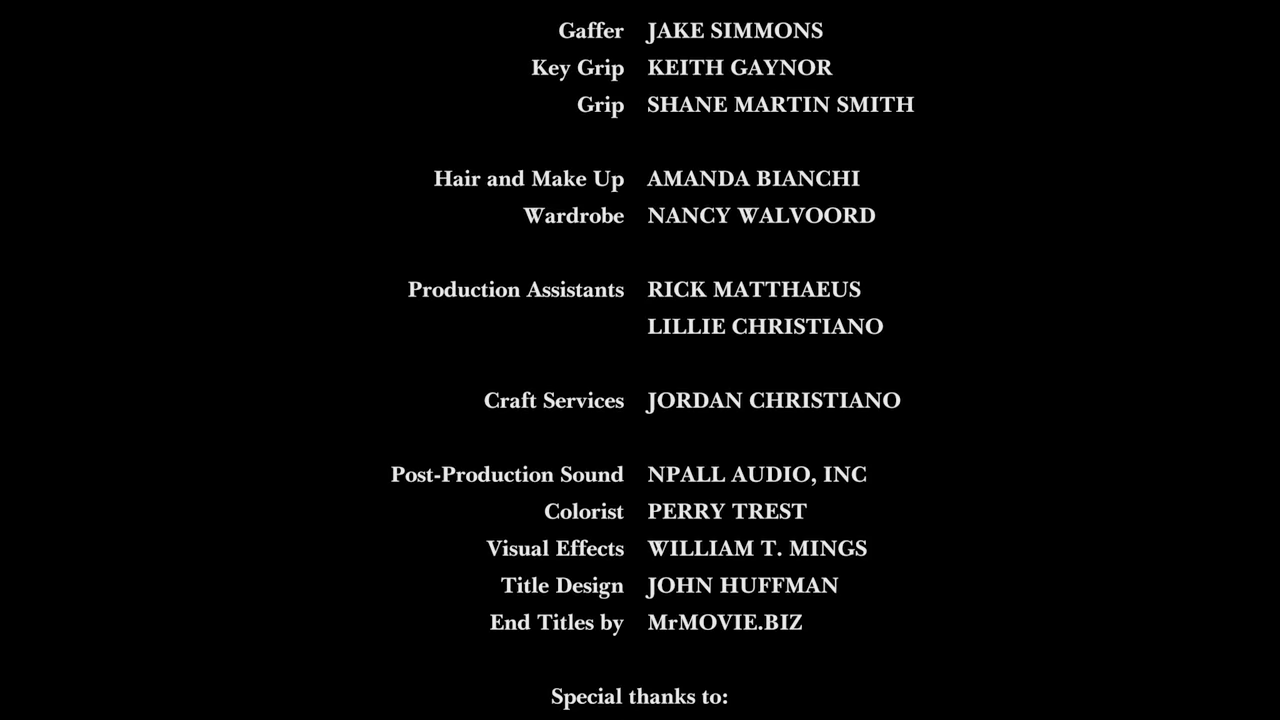 Gaffer JAKE SIMMONS
Key Grip KEITH GAYNOR
Grip SHANE MARTIN SMITH
Hair and Make Up AMANDA BIANCHI
Wardrobe NANCY WALVOORD
Production Assistants RICK MATTHAEUS
LILLIE CHRISTIANO
Craft Services JORDAN CHRISTIANO
Post-Production Sound NPALL AUDIO, INC
Colorist PERRY TREST
Visual Effects WILLIAM T. MINGS
Title Design JOHN HUFFMAN
End Titles by MrMOVIE.BIZ
Special thanks to: